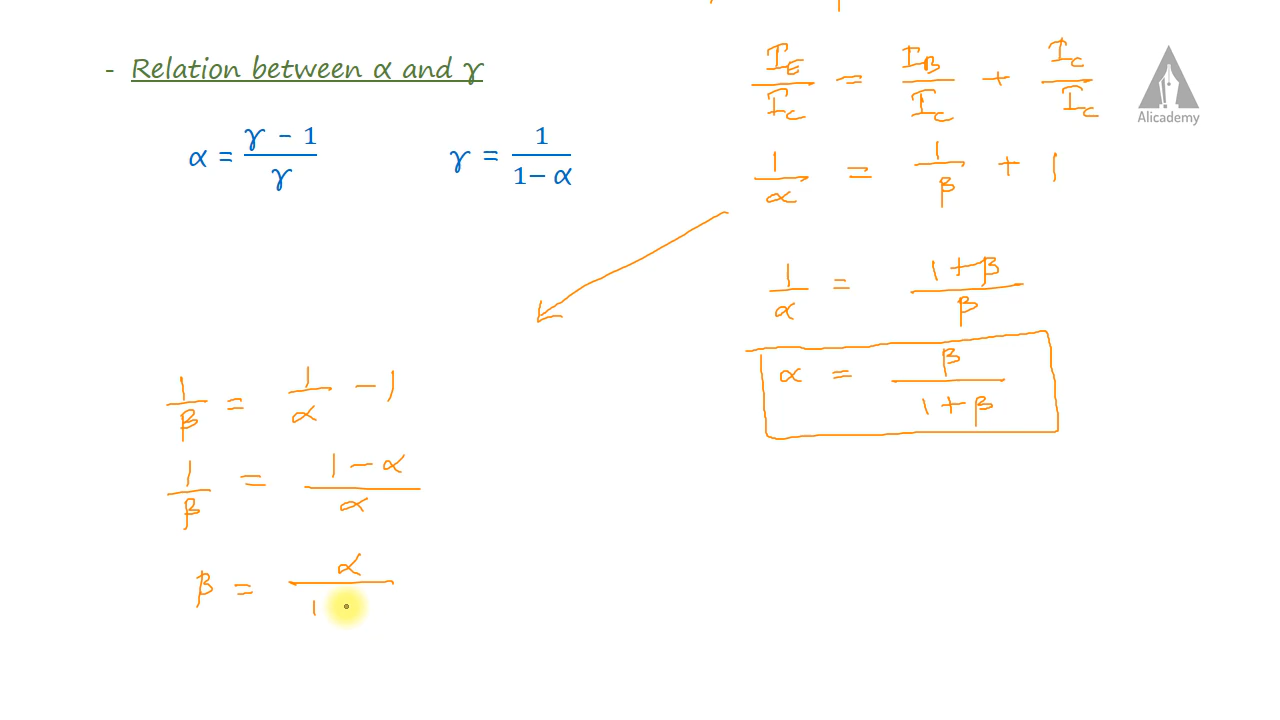 - Relation between α and γ
α = (γ − 1)/γ
γ = 1/(1− α)
I_E/I_C = I_B/I_C + I_C/I_C
Alicademy
1/α = 1/β + 1
1/α = (1 + β)/β
α = β/(1 + β)
1/β = 1/α − 1
1/β = (1 − α)/α
β = α/1